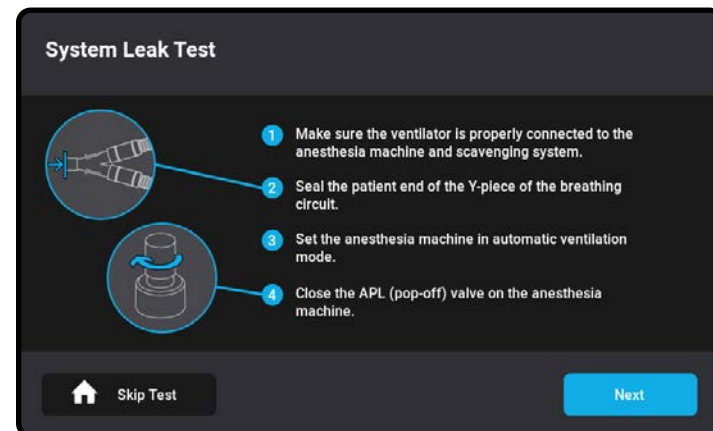 System Leak Test
1 Make sure the ventilator is properly connected to the
anesthesia machine and scavenging system.
2 Seal the patient end of the Y-piece of the breathing
circuit.
3 Set the anesthesia machine in automatic ventilation
mode.
4 Close the APL (pop-off) valve on the anesthesia
machine.
Skip Test
Next